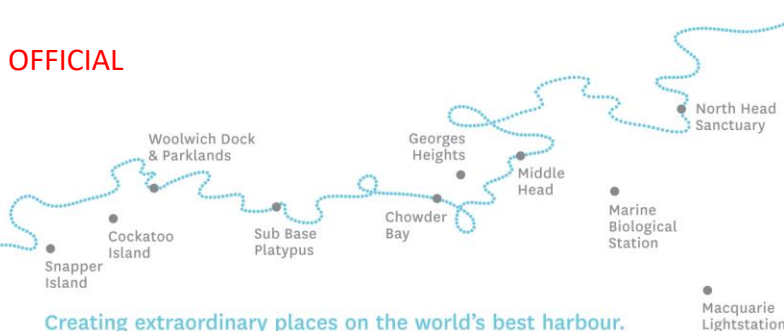 OFFICIAL
North Head
Sanctuary
Woolwich Dock
& Parklands
Georges
Heights
Middle
Head
Marine
Biological
Station
Chowder
Bay
Sub Base
Platypus
Cockatoo
Island
Snapper
Island
Macquarie
Lightstation
Creating extraordinary places on the world's best harbour.